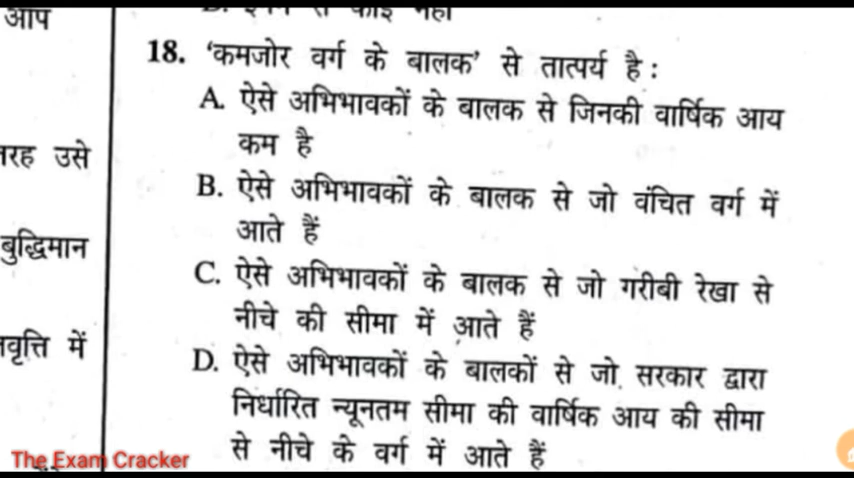 आप
18. 'कमजोर वर्ग के बालक' से तात्पर्य है :
A. ऐसे अभिभावकों के बालक से जिनकी वार्षिक आय
कम है
B. ऐसे अभिभावकों के बालक से जो वंचित वर्ग में
आते हैं
C. ऐसे अभिभावकों के बालक से जो गरीबी रेखा से
नीचे की सीमा में आते हैं
D. ऐसे अभिभावकों के बालकों से जो सरकार द्वारा
निर्धारित न्यूनतम सीमा की वार्षिक आय की सीमा
से नीचे के वर्ग में आते हैं
उसे
बुद्धिमान
में
The Exam Cracker